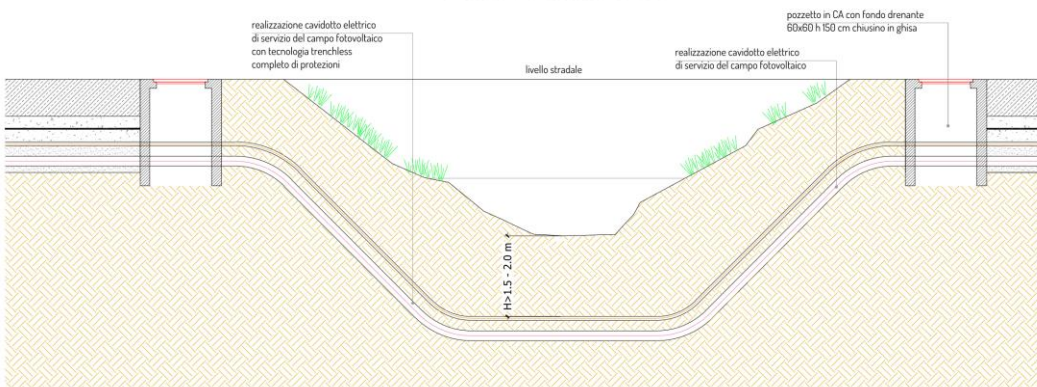 realizzazione cavidotto elettrico
di servizio del campo fotovoltaico
con tecnologia trenchless
completo di protezioni
livello stradale
realizzazione cavidotto elettrico
di servizio del campo fotovoltaico
pozzetto in CA con fondo drenante
60x60 h 150 cm chiusino in ghisa
H>1.5 - 2.0 m